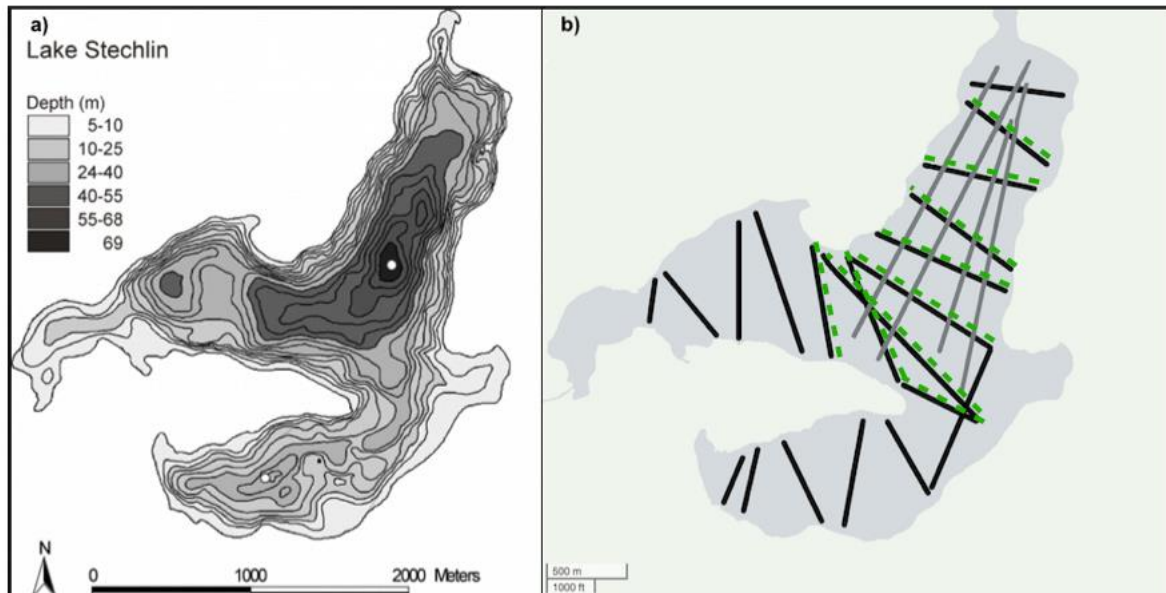 a)
Lake Stechlin
Depth (m)
5-10
10-25
24-40
40-55
55-68
69
N
0 1000 2000 Meters
b)
500 m
1000 ft